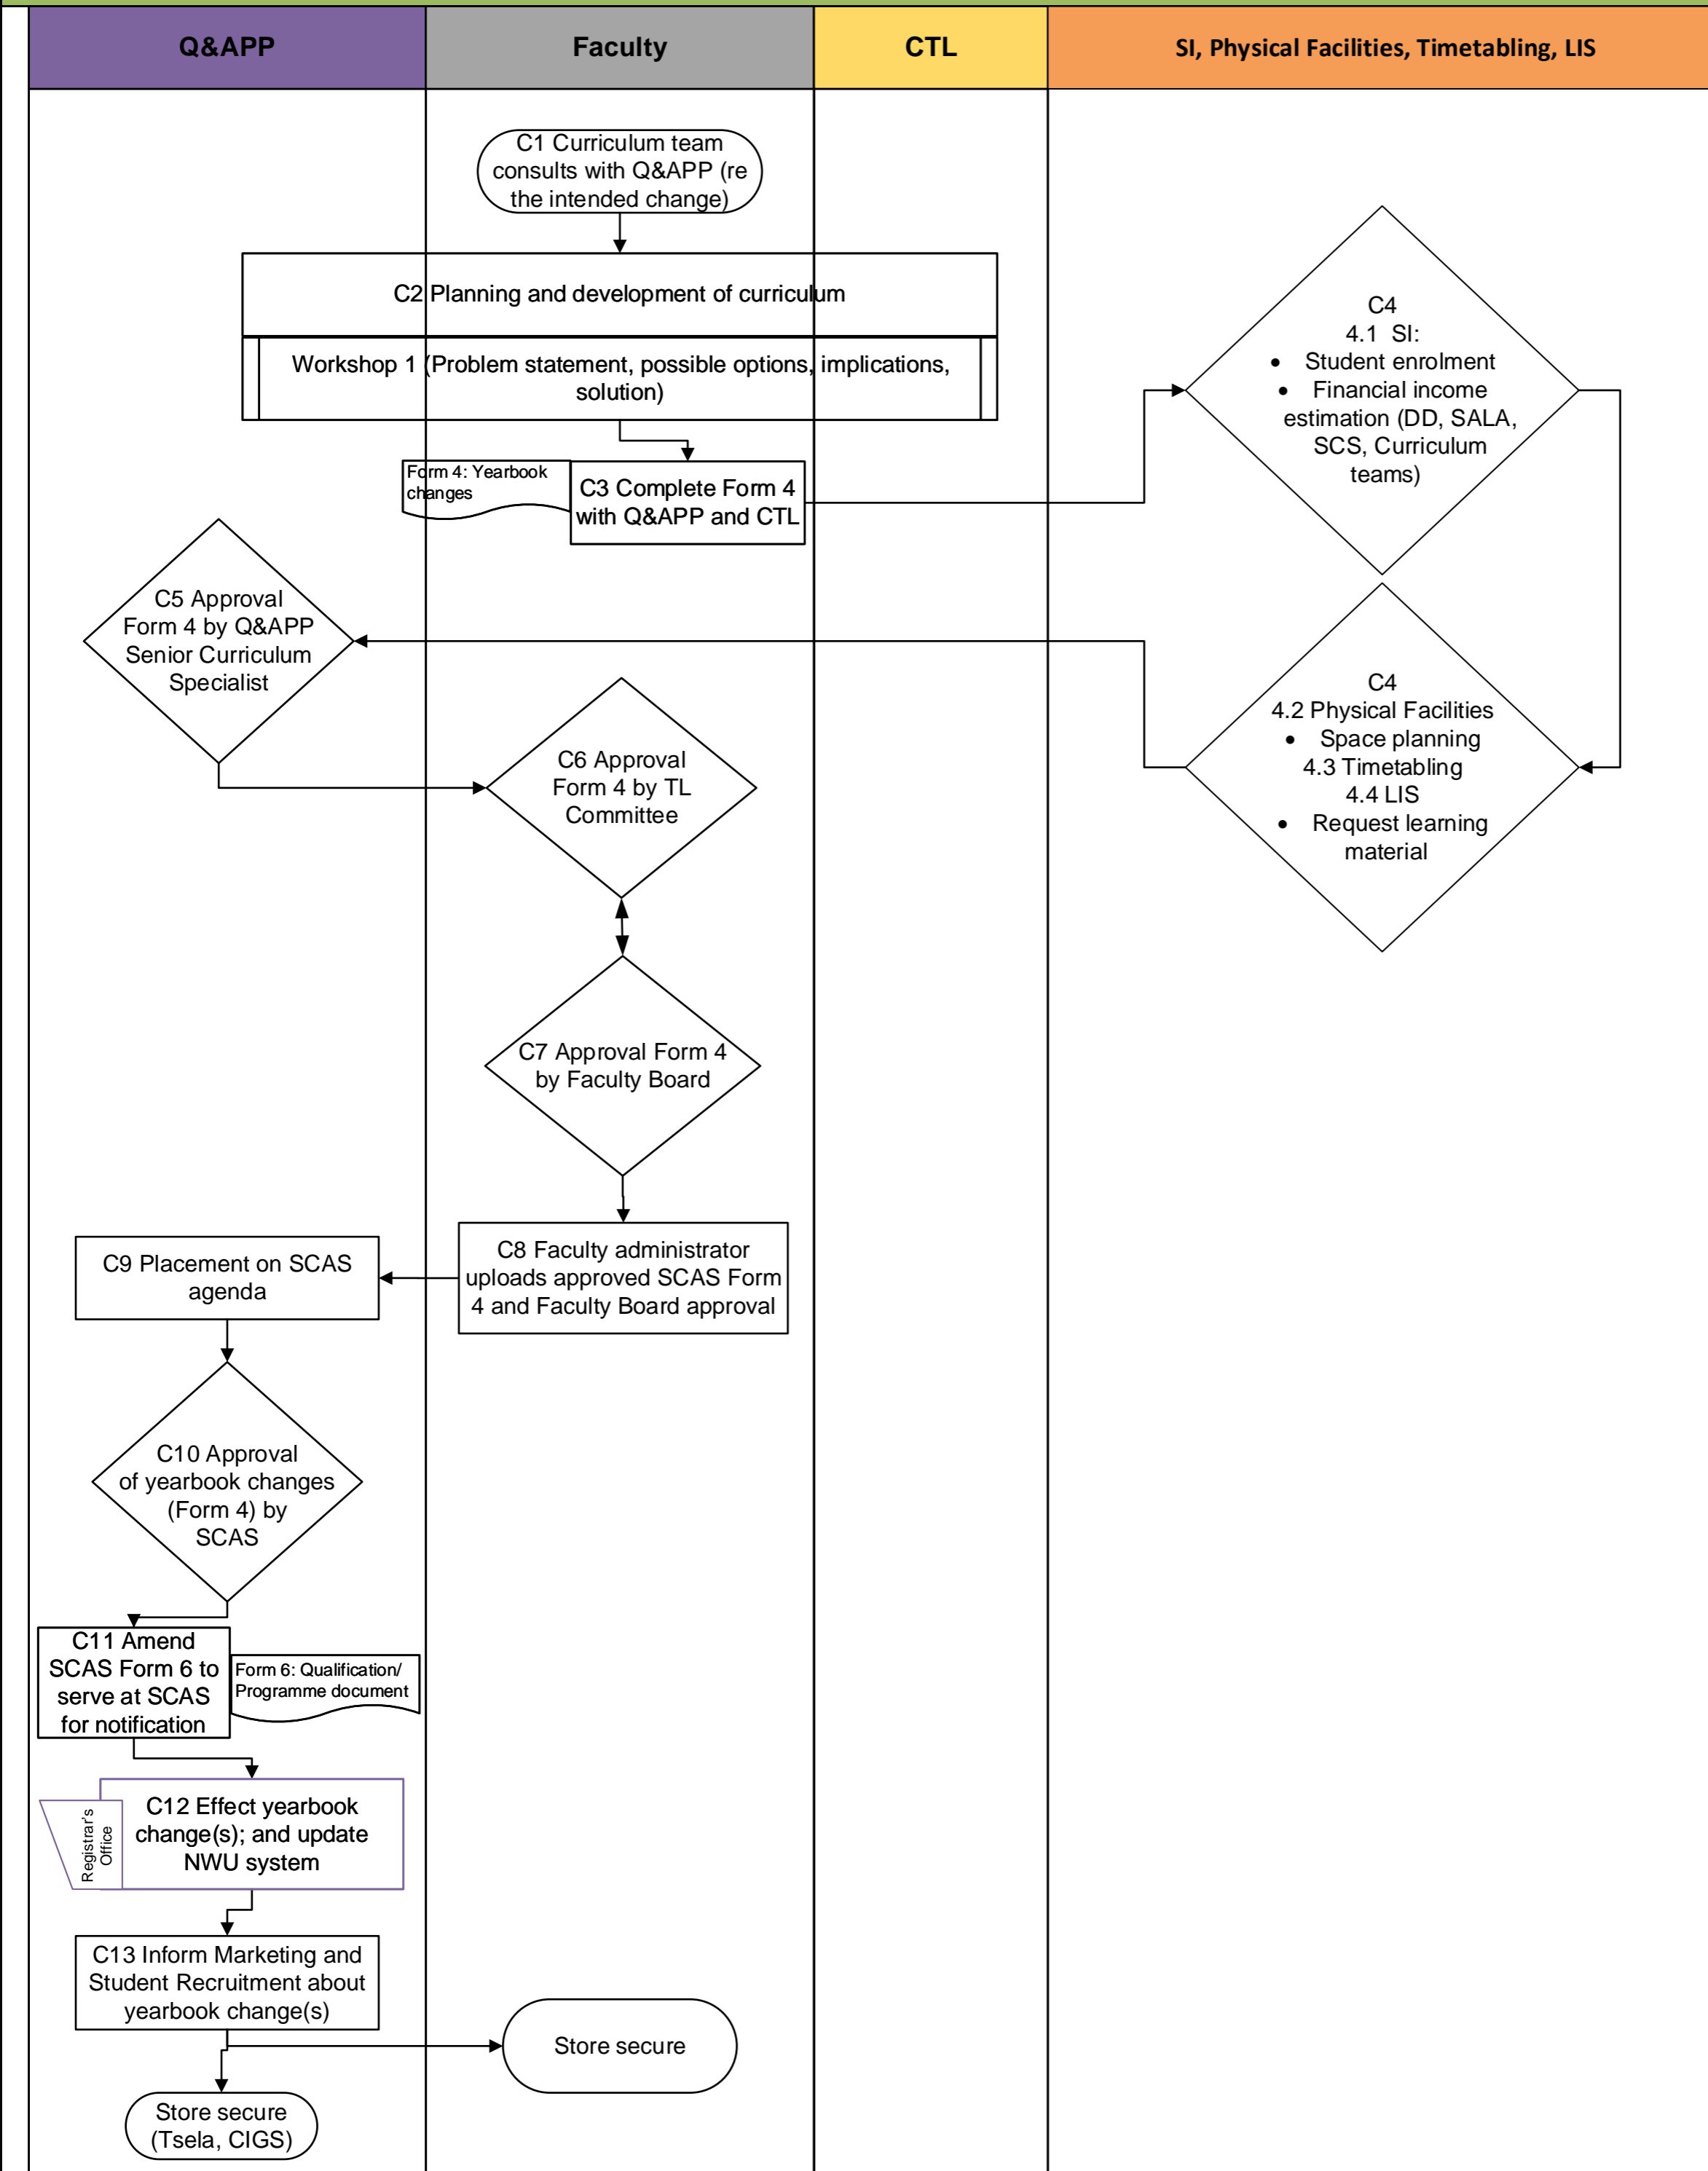 Q&APP
Faculty
CTL
SI, Physical Facilities, Timetabling, LIS
C1 Curriculum team
consults with Q&APP (re
the intended change)
C2 Planning and development of curriculum
Workshop 1 (Problem statement, possible options, implications,
solution)
Form 4: Yearbook
changes
C3 Complete Form 4
with Q&APP and CTL
C4
4.1 SI:
• Student enrolment
• Financial income
estimation (DD, SALA,
SCS, Curriculum
teams)
C4
4.2 Physical Facilities
• Space planning
4.3 Timetabling
4.4 LIS
• Request learning
material
C5 Approval
Form 4 by Q&APP
Senior Curriculum
Specialist
C6 Approval
Form 4 by TL
Committee
C7 Approval Form 4
by Faculty Board
C8 Faculty administrator
uploads approved SCAS Form
4 and Faculty Board approval
C9 Placement on SCAS
agenda
C10 Approval
of yearbook changes
(Form 4) by
SCAS
C11 Amend
SCAS Form 6 to
serve at SCAS
for notification
Form 6: Qualification/
Programme document
Registrar's
Office
C12 Effect yearbook
change(s); and update
NWU system
C13 Inform Marketing and
Student Recruitment about
yearbook change(s)
Store secure
Store secure
(Tsela, CIGS)